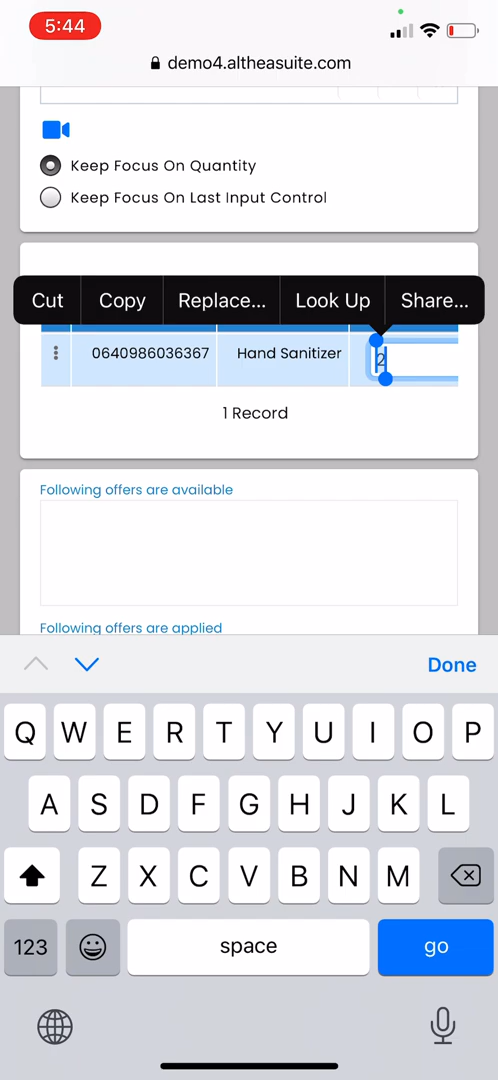 5:44
demo4.altheasuite.com
Keep Focus On Quantity
Keep Focus On Last Input Control
Cut Copy Replace... Look Up Share...
0640986036367 Hand Sanitizer 2
1 Record
Following offers are available
Following offers are applied
Done
Q W E R T Y U I O P
A S D F G H J K L
Z X C V B N M
123 space go